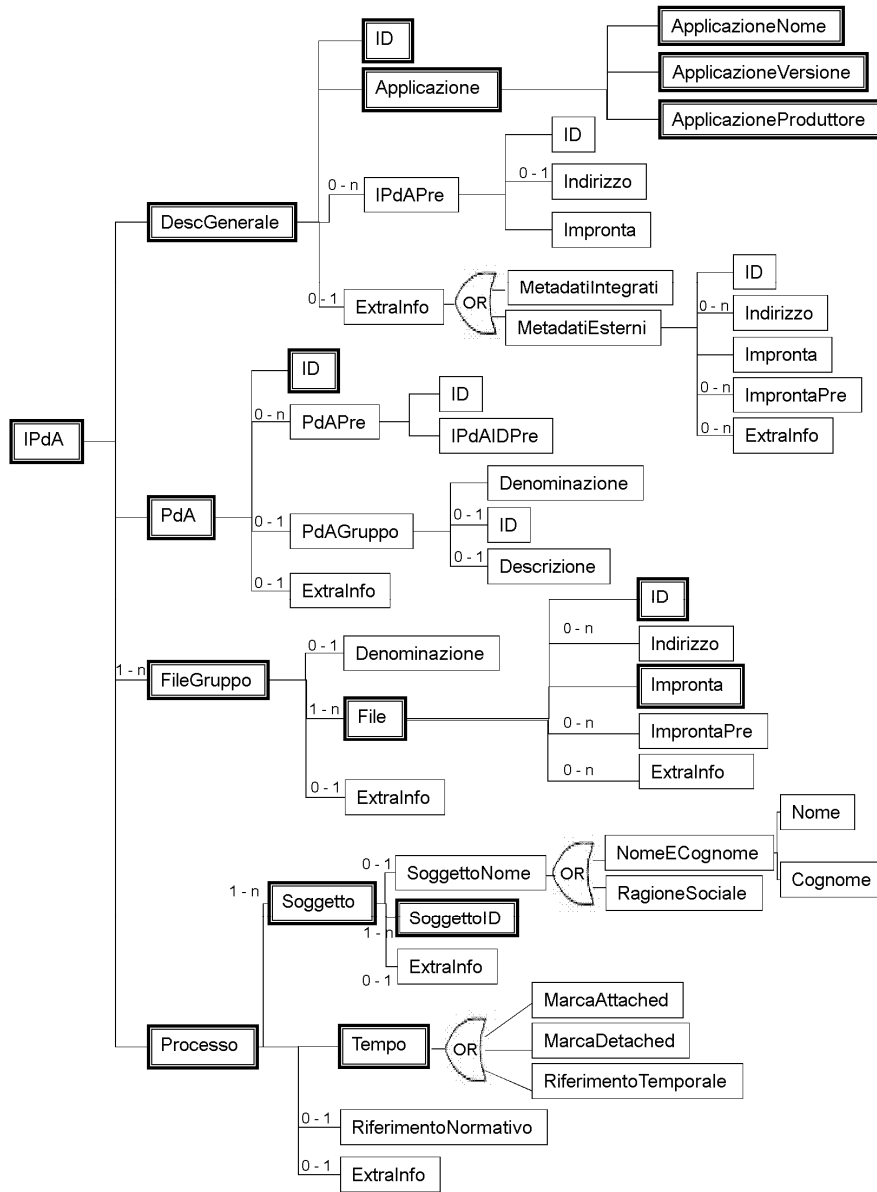 ApplicazioneNome
ID
ApplicazioneVersione
Applicazione
ApplicazioneProduttore
ID
0 - n
0 - 1
IPdAPre
Indirizzo
DescGenerale
Impronta
ID
MetadatiIntegrati
0 - 1
ExtraInfo
OR
0 - n
MetadatiEsterni
Indirizzo
Impronta
ID
0 - n
ImprontaPre
ID
0 - n
PdAPre
0 - n
ExtraInfo
IPdA
IPdAIDPre
Denominazione
PdA
0 - 1
PdAGruppo
0 - 1
ID
0 - 1
Descrizione
0 - 1
ExtraInfo
ID
0 - n
Indirizzo
0 - 1
Denominazione
1 - n
FileGruppo
Impronta
1 - n
File
0 - n
ImprontaPre
0 - n
ExtraInfo
0 - 1
ExtraInfo
Nome
NomeECognome
0 - 1
SoggettoNome
OR
Cognome
1 - n
Soggetto
RagioneSociale
SoggettoID
1 - n
ExtraInfo
0 - 1
MarcaAttached
Processo
Tempo
OR
MarcaDetached
RiferimentoTemporale
0 - 1
RiferimentoNormativo
0 - 1
ExtraInfo